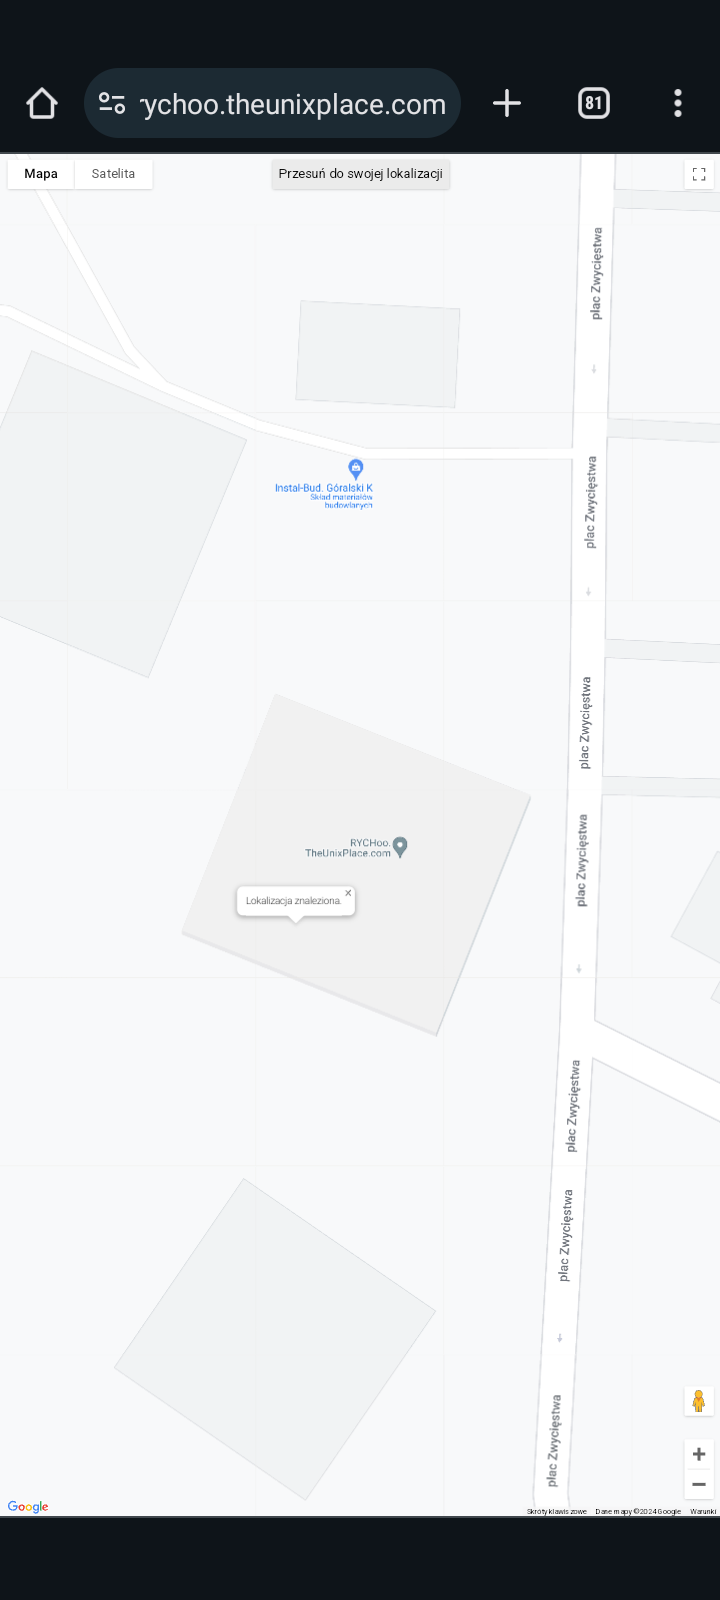 rychoo.theunixplace.com
81
Mapa
Satelita
Przesuń do swojej lokalizacji
plac Zwycięstwa
Instal-Bud. Góralski K
Skład materiałów
budowlanych
plac Zwycięstwa
plac Zwycięstwa
RYCHoo.
TheUnixPlace.com
plac Zwycięstwa
Lokalizacja znaleziona.
plac Zwycięstwa
plac Zwycięstwa
plac Zwycięstwa
Google
Skróty klawiszowe
Dane mapy ©2024 Google
Warunki